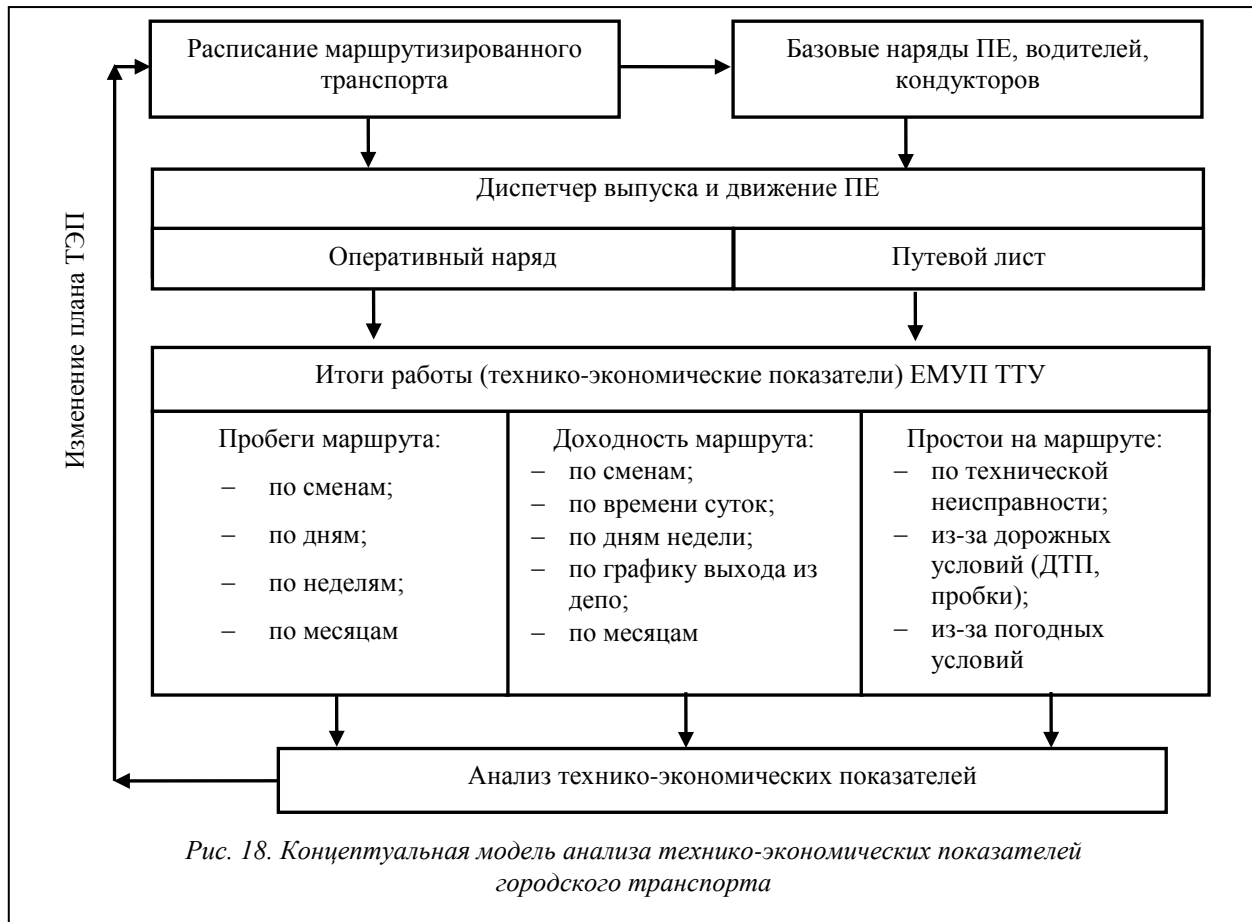 Расписание маршрутизированного
транспорта
Базовые наряды ПЕ, водителей,
кондукторов
Изменение плана ТЭП
Диспетчер выпуска и движение ПЕ
Оперативный наряд
Путевой лист
Итоги работы (технико-экономические показатели) ЕМУП ТТУ
Пробеги маршрута:
– по сменам;
– по дням;
– по неделям;
– по месяцам
Доходность маршрута:
– по сменам;
– по времени суток;
– по дням недели;
– по графику выхода из
депо;
– по месяцам
Простои на маршруте:
– по технической
неисправности;
– из-за дорожных
условий (ДТП,
пробки);
– из-за погодных
условий
Анализ технико-экономических показателей
Рис. 18. Концептуальная модель анализа технико-экономических показателей
городского транспорта